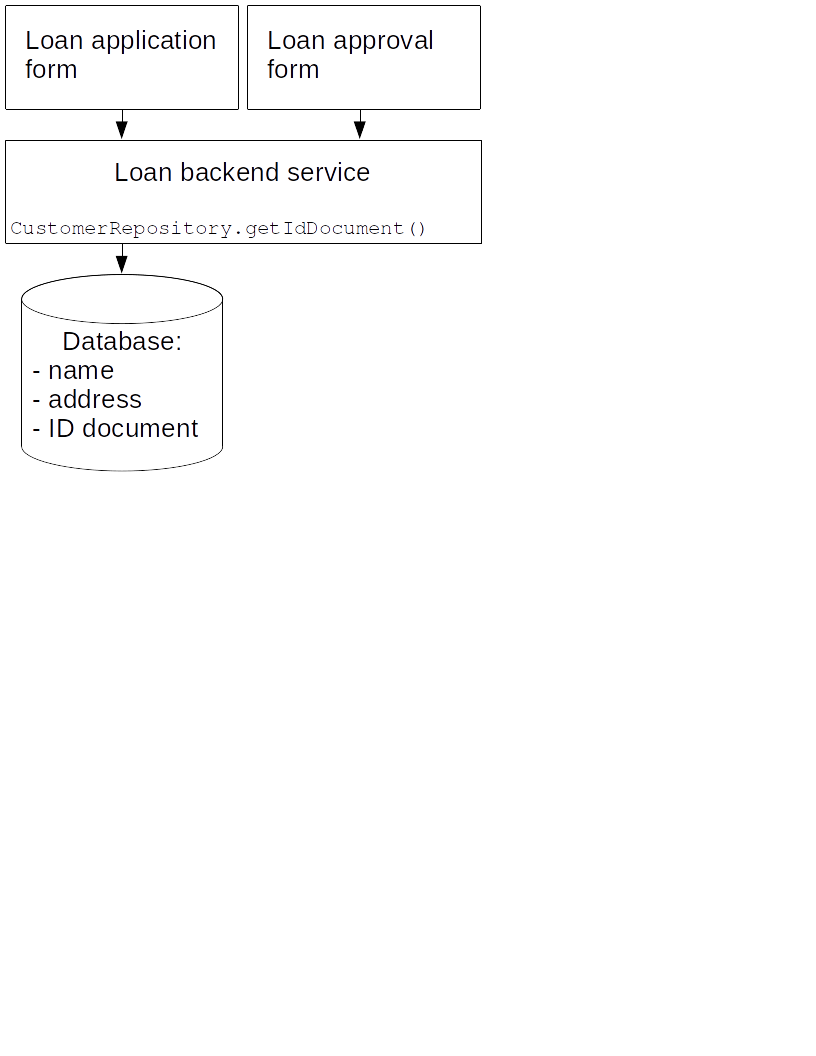 Loan application
form
Loan approval
form
Loan backend service
CustomerRepository.getIdDocument()
Database:
- name
- address
- ID document